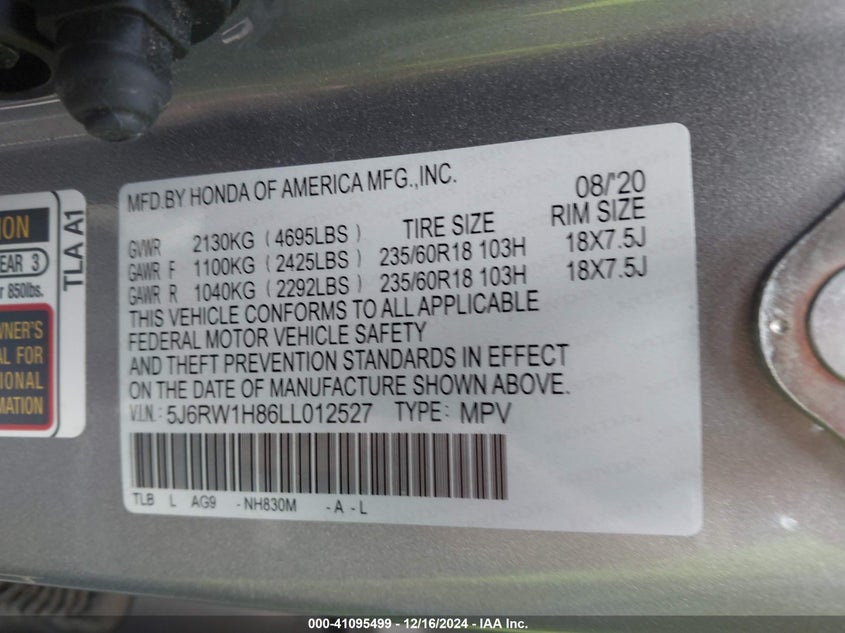 MFD.BY HONDA OF AMERICA MFG.,INC. 08/'20
TIRE SIZE RIM SIZE
GVWR 2130KG (4695LBS)
GAWR F 1100KG (2425LBS) 235/60R18 103H 18X7.5J
GAWR R 1040KG (2292LBS) 235/60R18 103H 18X7.5J
THIS VEHICLE CONFORMS TO ALL APPLICABLE
FEDERAL MOTOR VEHICLE SAFETY
AND THEFT PREVENTION STANDARDS IN EFFECT
ON THE DATE OF MANUFACTURE SHOWN ABOVE.
V.I.N: 5J6RW1H86LL012527 TYPE: MPV
TLB L AG9 -NH830M -A -L
TLA A1
ION
EAR 3
850lbs.
WNER'S
AL FOR
IONAL
MATION
000-41095499 - 12/16/2024 - IAA Inc.